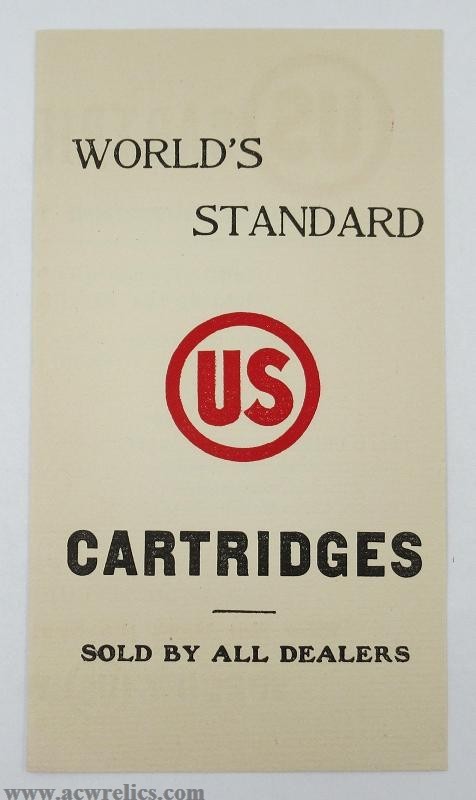 WORLD'S
STANDARD
US
CARTRIDGES
SOLD BY ALL DEALERS
www.acwrelics.com